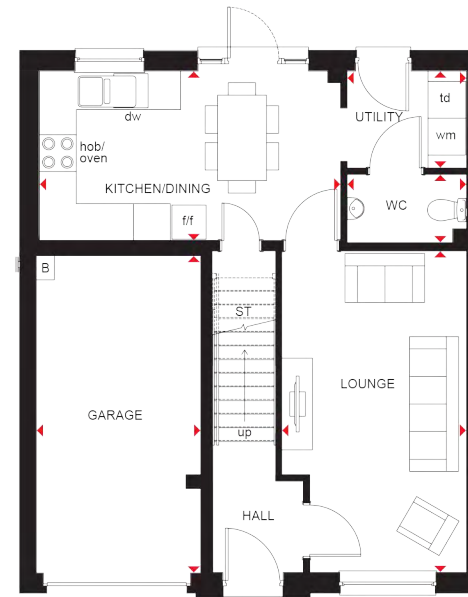 td
UTILITY
dw
wm
hob/
oven
KITCHEN/DINING
WC
f/f
B
ST
LOUNGE
GARAGE
up
HALL